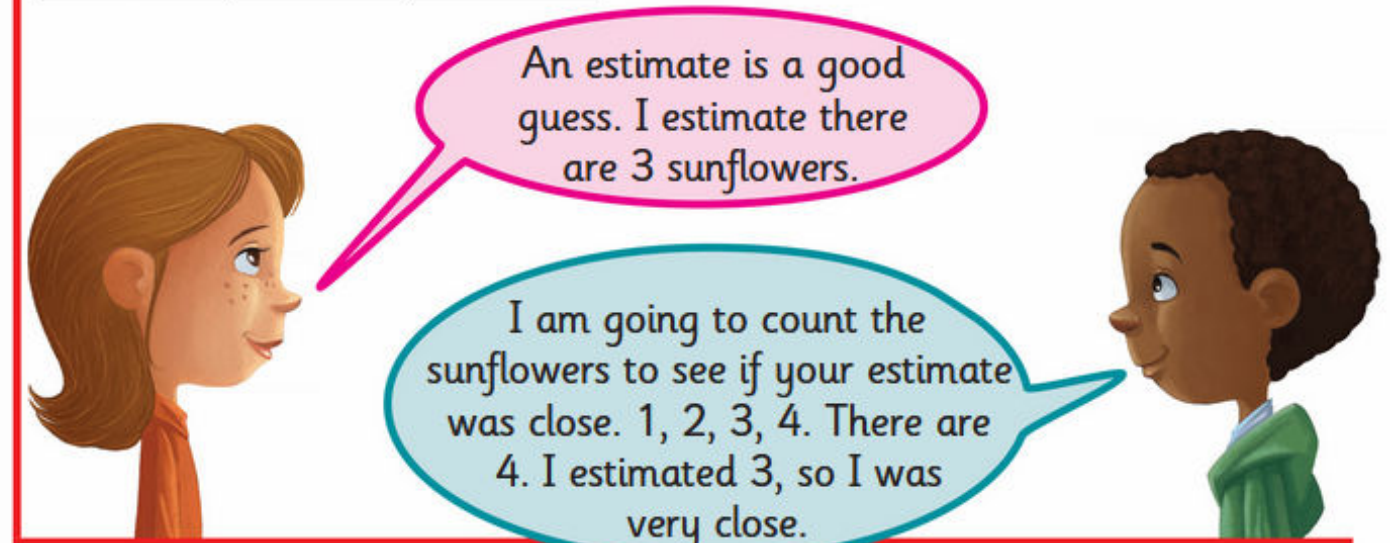 An estimate is a good
guess. I estimate there
are 3 sunflowers.
I am going to count the
sunflowers to see if your estimate
was close. 1, 2, 3, 4. There are
4. I estimated 3, so I was
very close.